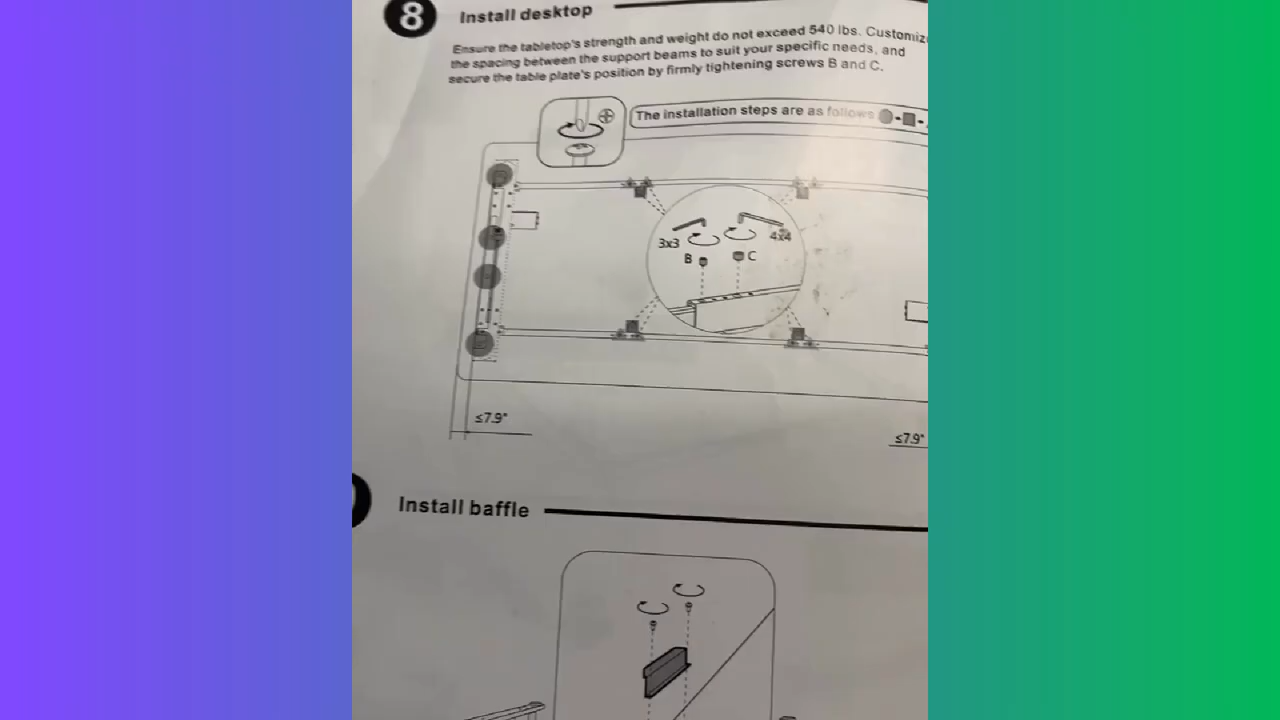 8 Install desktop
Ensure the tabletop's strength and weight do not exceed 540 lbs. Customiz
the spacing between the support beams to suit your specific needs, and
secure the table plate's position by firmly tightening screws B and C.
The installation steps are as follows
3x3 4x4
B C
≤7.9"
≤7.9"
Install baffle